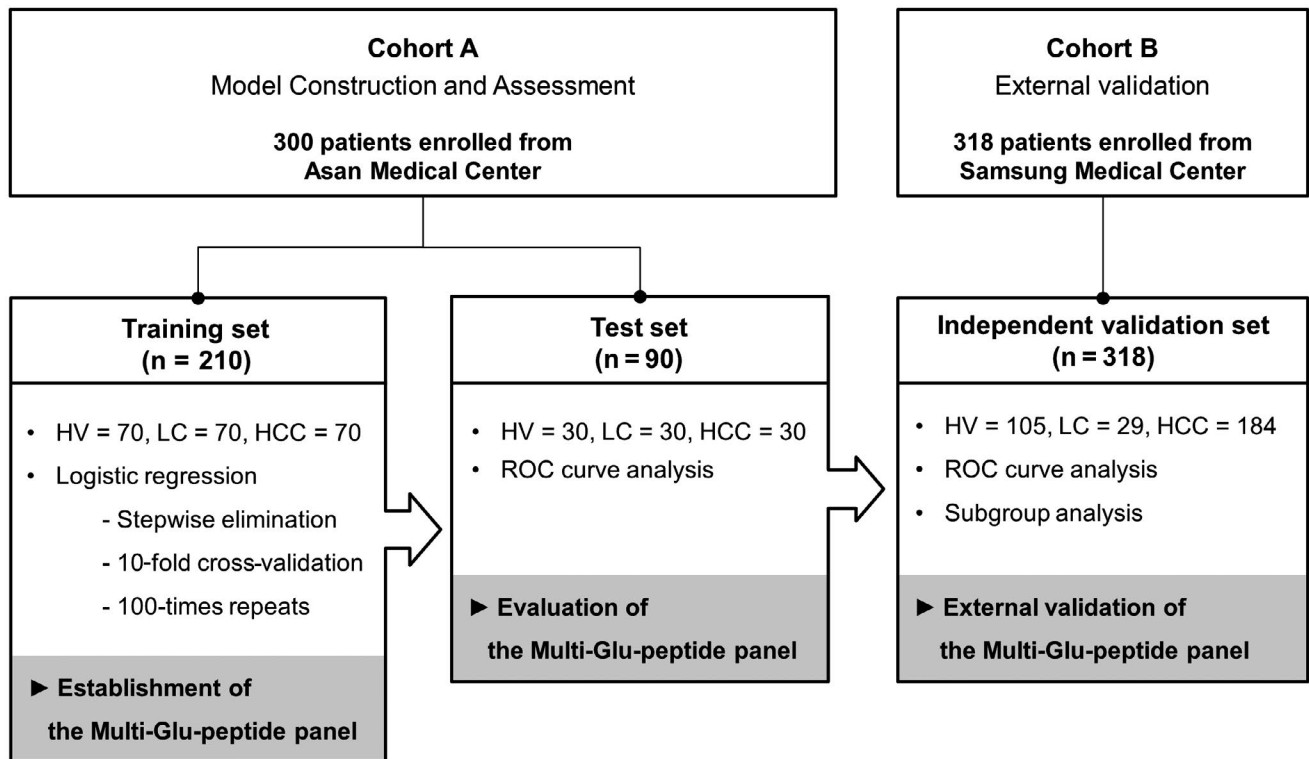 Cohort A
Model Construction and Assessment
300 patients enrolled from
Asan Medical Center
Cohort B
External validation
318 patients enrolled from
Samsung Medical Center
Training set
(n = 210)
• HV = 70, LC = 70, HCC = 70
• Logistic regression
- Stepwise elimination
- 10-fold cross-validation
- 100-times repeats
► Establishment of
the Multi-Glu-peptide panel
Test set
(n = 90)
• HV = 30, LC = 30, HCC = 30
• ROC curve analysis
► Evaluation of
the Multi-Glu-peptide panel
Independent validation set
(n = 318)
• HV = 105, LC = 29, HCC = 184
• ROC curve analysis
• Subgroup analysis
► External validation of
the Multi-Glu-peptide panel